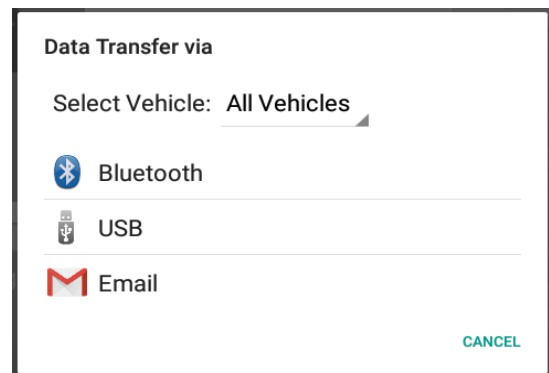 Data Transfer via
Select Vehicle: All Vehicles
Bluetooth
USB
Email
CANCEL